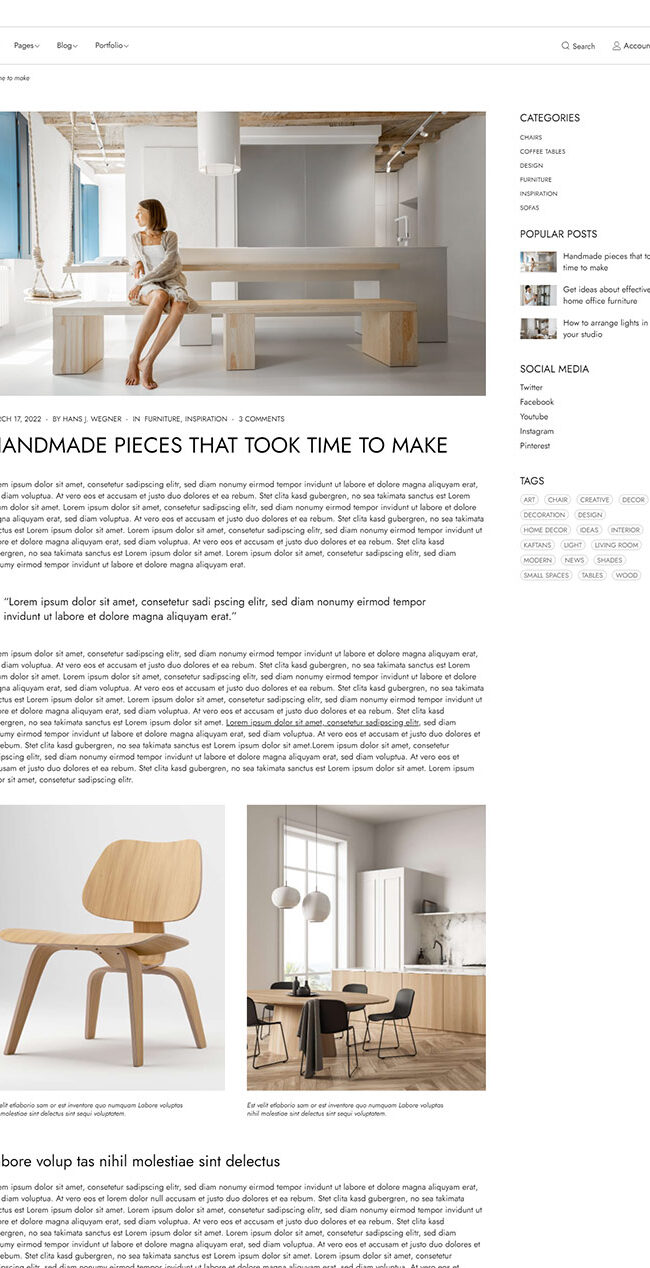 Pages
Blog
Portfolio
Search
Accoun
me to make
RCH 17, 2022 - BY HANS J. WEGNER - IN FURNITURE, INSPIRATION - 3 COMMENTS
HANDMADE PIECES THAT TOOK TIME TO MAKE
em ipsum dolor sit amet, consetetur sadipscing elitr, sed diam nonumy eirmod tempor invidunt ut labore et dolore magna aliquyam erat,
diam voluptua. At vero eos et accusam et justo duo dolores et ea rebum. Stet clita kasd gubergren, no sea takimata sanctus est Lorem
um dolor sit amet. Lorem ipsum dolor sit amet, consetetur sadipscing elitr, sed diam nonumy eirmod tempor invidunt ut labore et dolore
gna aliquyam erat, sed diam voluptua. At vero eos et accusam et justo duo dolores et ea rebum. Stet clita kasd gubergren, no sea takimata
ctus est Lorem ipsum dolor sit amet. Lorem ipsum dolor sit amet, consetetur sadipscing elitr, sed diam nonumy eirmod tempor invidunt ut
ore et dolore magna aliquyam erat, sed diam voluptua. At vero eos et accusam et justo duo dolores et ea rebum. Stet clita kasd
ergren, no sea takimata sanctus est Lorem ipsum dolor sit amet. Lorem ipsum dolor sit amet, consetetur sadipscing elitr, sed diam
umy eirmod tempor invidunt ut labore et dolore magna aliquyam erat.
“Lorem ipsum dolor sit amet, consetetur sadi pscing elitr, sed diam nonumy eirmod tempor
invidunt ut labore et dolore magna aliquyam erat.”
em ipsum dolor sit amet, consetetur sadipscing elitr, sed diam nonumy eirmod tempor invidunt ut labore et dolore magna aliquyam erat,
diam voluptua. At vero eos et accusam et justo duo dolores et ea rebum. Stet clita kasd gubergren, no sea takimata sanctus est Lorem
um dolor sit amet. Lorem ipsum dolor sit amet, consetetur sadipscing elitr, sed diam nonumy eirmod tempor invidunt ut labore et dolore
gna aliquyam erat, sed diam voluptua. At vero eos et accusam et justo duo dolores et ea rebum. Stet clita kasd gubergren, no sea takimata
ctus est Lorem ipsum dolor sit amet. Lorem ipsum dolor sit amet, consetetur sadipscing elitr, sed diam nonumy eirmod tempor invidunt ut
ore et dolore magna aliquyam erat, sed diam voluptua. At vero eos et accusam et justo duo dolores et ea rebum. Stet clita kasd
ergren, no sea takimata sanctus est Lorem ipsum dolor sit amet. Lorem ipsum dolor sit amet, consetetur sadipscing elitr, sed diam
umy eirmod tempor invidunt ut labore et dolore magna aliquyam erat, sed diam voluptua. At vero eos et accusam et justo duo dolores et
ebum. Stet clita kasd gubergren, no sea takimata sanctus est Lorem ipsum dolor sit amet.Lorem ipsum dolor sit amet, consetetur
ipscing elitr, sed diam nonumy eirmod tempor invidunt ut labore et dolore magna aliquyam erat, sed diam voluptua. At vero eos et
usam et justo duo dolores et ea rebum. Stet clita kasd gubergren, no sea takimata sanctus est Lorem ipsum dolor sit amet. Lorem ipsum
or sit amet, consetetur sadipscing elitr.
velit etlaborio sam or est inventore quo numquam Labore voluptas
molestiae sint delectus sint sequi voluptatem.
Est velit etlaborio sam or est inventore quo numquam Labore voluptas
nihil molestiae sint delectus sint sequi voluptatem.
bore volup tas nihil molestiae sint delectus
em ipsum dolor sit amet, consetetur sadipscing elitr, sed diam nonumy eirmod tempor invidunt ut labore et dolore magna aliquyam erat,
diam voluptua. At vero eos et lorem dolor null accusam et justo duo dolores et ea rebum. Stet clita kasd gubergren, no sea takimata
ctus est Lorem ipsum dolor sit amet. Lorem ipsum dolor sit amet, consetetur sadipscing elitr, sed diam nonumy eirmod tempor invidunt ut
ore et dolore magna aliquyam erat, sed diam voluptua. At vero eos et accusam et justo duo dolores et ea rebum. Stet clita kasd
ergren, no sea takimata sanctus est Lorem ipsum dolor sit amet. Lorem ipsum dolor sit amet, consetetur sadipscing elitr, sed diam
umy eirmod tempor invidunt ut labore et dolore magna aliquyam erat, sed diam voluptua. At vero eos et accusam et justo duo dolores et
ebum. Stet clita kasd gubergren, no sea takimata sanctus est Lorem ipsum dolor sit amet. Lorem ipsum dolor sit amet, consetetur
CATEGORIES
CHAIRS
COFFEE TABLES
DESIGN
FURNITURE
INSPIRATION
SOFAS
POPULAR POSTS
Handmade pieces that to
time to make
Get ideas about effective
home office furniture
How to arrange lights in
your studio
SOCIAL MEDIA
Twitter
Facebook
Youtube
Instagram
Pinterest
TAGS
ART CHAIR CREATIVE DECOR
DECORATION DESIGN
HOME DECOR IDEAS INTERIOR
KAFTANS LIGHT LIVING ROOM
MODERN NEWS SHADES
SMALL SPACES TABLES WOOD